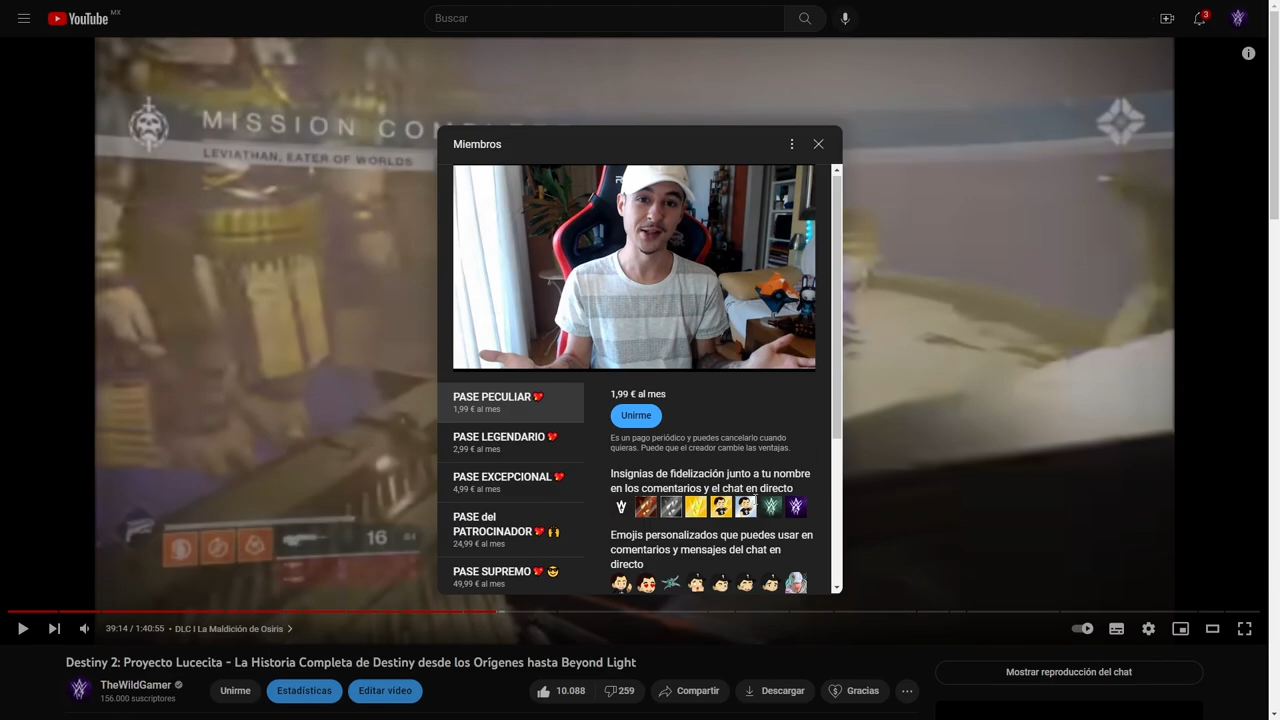 YouTube MX
Buscar
3
MISSION COMPLETE
LEVIATHAN, EATER OF WORLDS
Miembros
PASE PECULIAR
1,99 € al mes
PASE LEGENDARIO
2,99 € al mes
PASE EXCEPCIONAL
4,99 € al mes
PASE del
PATROCINADOR
24,99 € al mes
PASE SUPREMO
49,99 € al mes
1,99 € al mes
Unirme
Es un pago periódico y puedes cancelarlo cuando
quieras. Puede que el creador cambie las ventajas.
Insignias de fidelización junto a tu nombre
en los comentarios y el chat en directo
Emojis personalizados que puedes usar en
comentarios y mensajes del chat en
directo
16
39:14 / 1:40:55 • DLC I La Maldición de Osiris
Destiny 2: Proyecto Lucecita - La Historia Completa de Destiny desde los Orígenes hasta Beyond Light
TheWildGamer
156.000 suscriptores
Unirme
Estadísticas
Editar vídeo
10.088
259
Compartir
Descargar
Gracias
Mostrar reproducción del chat